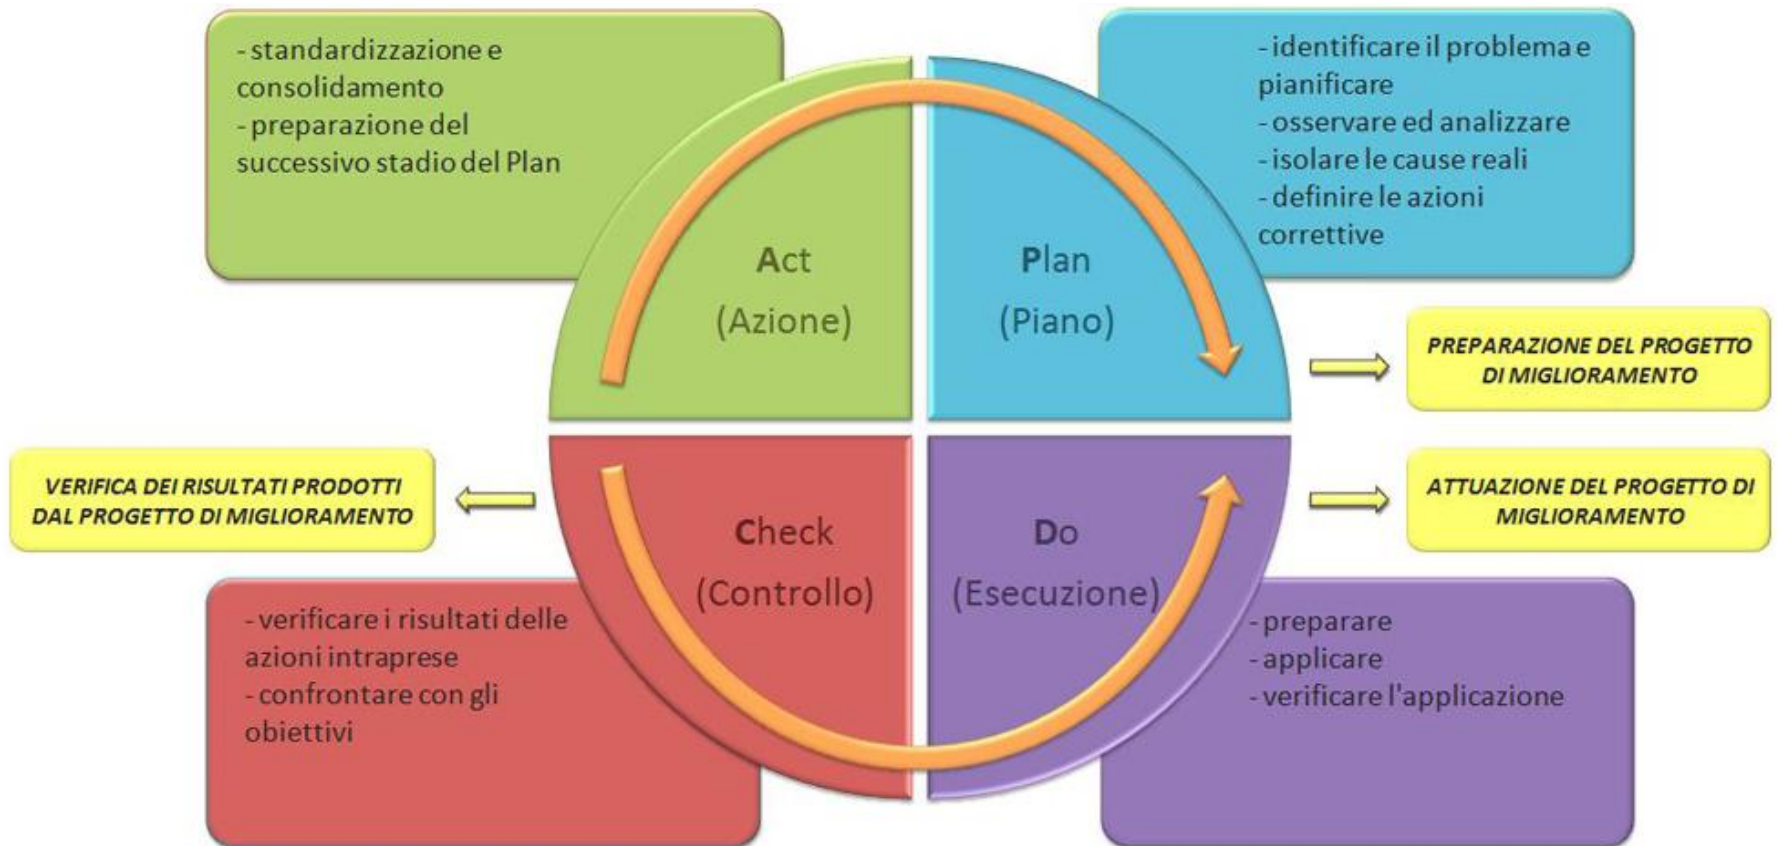 - standardizzazione e
consolidamento
- preparazione del
successivo stadio del Plan
- identificare il problema e
pianificare
- osservare ed analizzare
- isolare le cause reali
- definire le azioni
correttive
Act
(Azione)
Plan
(Piano)
PREPARAZIONE DEL PROGETTO
DI MIGLIORAMENTO
VERIFICA DEI RISULTATI PRODOTTI
DAL PROGETTO DI MIGLIORAMENTO
Check
(Controllo)
Do
(Esecuzione)
ATTUAZIONE DEL PROGETTO DI
MIGLIORAMENTO
- verificare i risultati delle
azioni intraprese
- confrontare con gli
obiettivi
- preparare
- applicare
- verificare l'applicazione